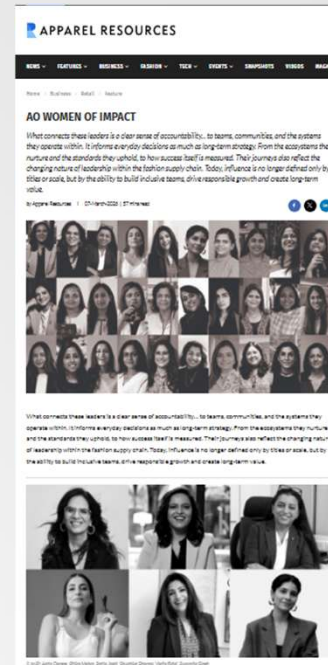 APPAREL RESOURCES
NEWS FEATURES BUSINESS FASHION TECH EVENTS SNAPSHOTS VIDEOS
Home Business Retail Feature
AO WOMEN OF IMPACT
What connects these leaders is a clear sense of accountability... to teams, communities, and the systems
they operate within. It informs everyday decisions as much as long-term strategy. From the ecosystems they
nurture and the standards they uphold, to how success itself is measured. Their journeys also reflect the
changing nature of leadership within the fashion supply chain. Today, influence is no longer defined only by
titles or scale, but by the ability to build inclusive teams, drive responsible growth and create long-term
value.
by Apparel Resources | 07-March-2026 | 57 mins read
What connects these leaders is a clear sense of accountability... to teams, communities, and the systems they
operate within. It informs everyday decisions as much as long-term strategy. From the ecosystems they nurture
and the standards they uphold, to how success itself is measured. Their journeys also reflect the changing nature
of leadership within the fashion supply chain. Today, influence is no longer defined only by titles or scale, but by
the ability to build inclusive teams, drive responsible growth and create long-term value.